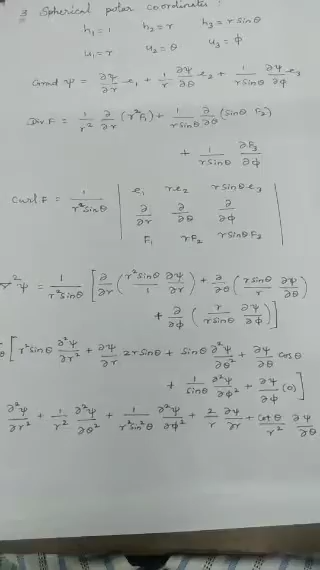 3 Spherical polar coordinates:
h₁ = 1 h₂ = r h₃ = r sinθ
u₁ = r u₂ = θ u₃ = ϕ
Grad ψ = ∂ψ/∂r e₁ + 1/r ∂ψ/∂θ e₂ + 1/(r sinθ) ∂ψ/∂ϕ e₃
Div F = 1/r² ∂/∂r (r²F₁) + 1/(r sinθ) ∂/∂θ (sinθ F₂)
+ 1/(r sinθ) ∂F₃/∂ϕ
Curl F = 1/(r² sinθ) | e₁ re₂ r sinθ e₃
∂/∂r ∂/∂θ ∂/∂ϕ
F₁ rF₂ r sinθ F₃ |
∇²ψ = 1/(r² sinθ) [ ∂/∂r ( r² sinθ/1 ∂ψ/∂r ) + ∂/∂θ ( r sinθ/r ∂ψ/∂θ )
+ ∂/∂ϕ ( r/(r sinθ) ∂ψ/∂ϕ ) ]
θ [ r² sinθ ∂²ψ/∂r² + ∂ψ/∂r 2r sinθ + sinθ ∂²ψ/∂θ² + ∂ψ/∂θ cosθ
+ 1/sinθ ∂²ψ/∂ϕ² + ∂ψ/∂ϕ (0) ]
∂²ψ/∂r² + 1/r² ∂²ψ/∂θ² + 1/(r² sin²θ) ∂²ψ/∂ϕ² + 2/r ∂ψ/∂r + cotθ/r² ∂ψ/∂θ